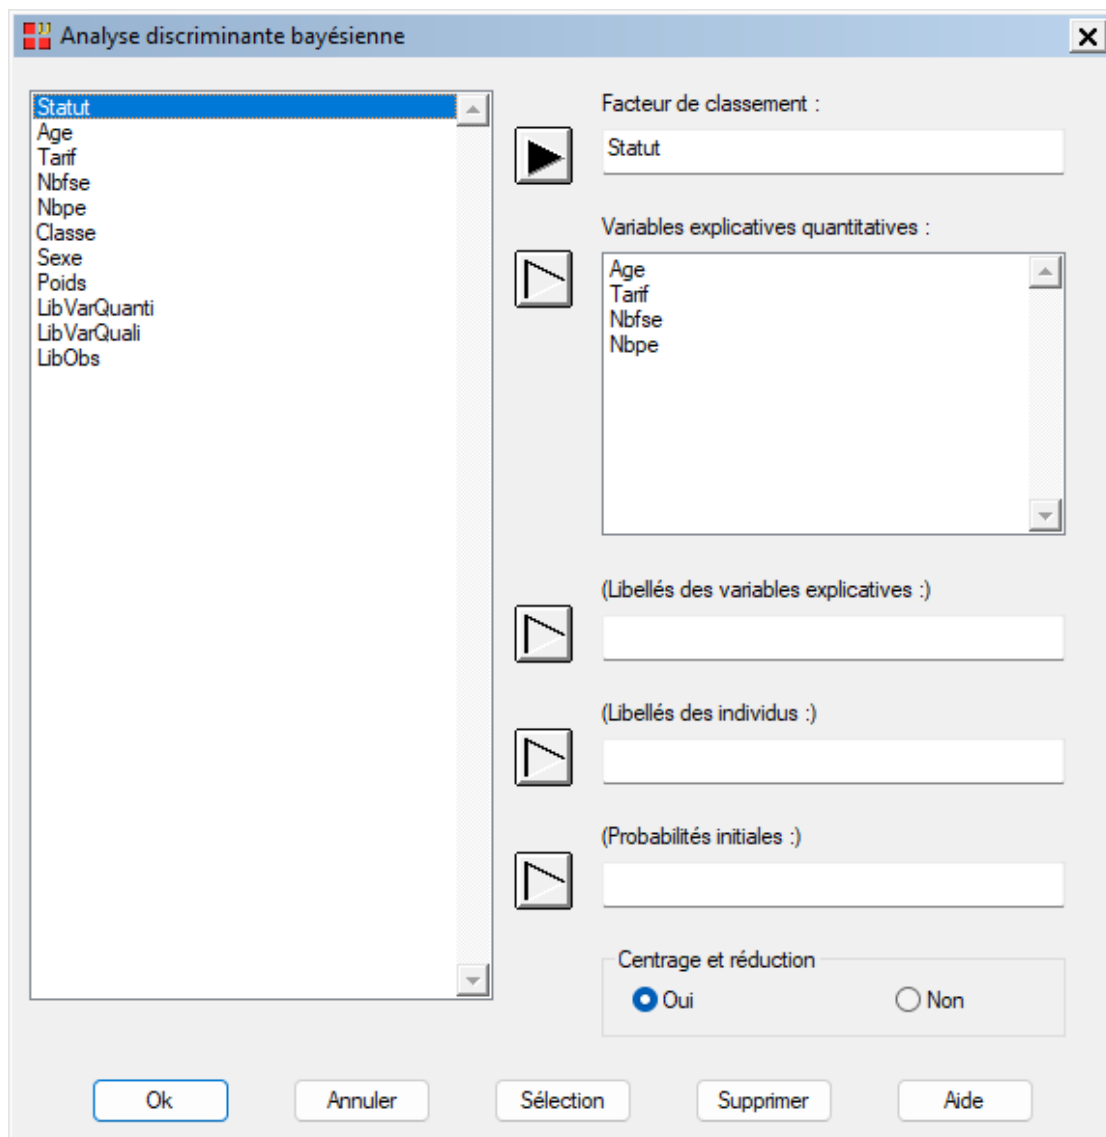 Analyse discriminante bayésienne
Statut
Age
Tarif
Nbfse
Nbpe
Classe
Sexe
Poids
LibVarQuanti
LibVarQuali
LibObs
Facteur de classement :
Statut
Variables explicatives quantitatives :
Age
Tarif
Nbfse
Nbpe
(Libellés des variables explicatives :)
(Libellés des individus :)
(Probabilités initiales :)
Centrage et réduction
Oui Non
Ok Annuler Sélection Supprimer Aide